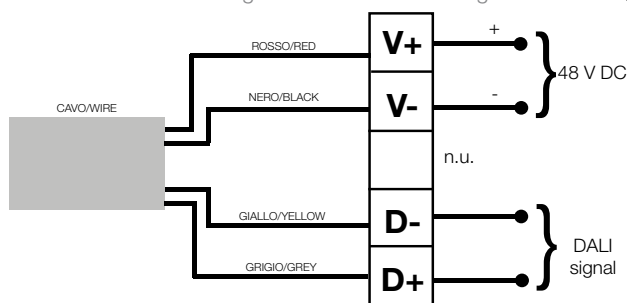 ROSSO/RED
V+
+
48 V DC
CAVO/WIRE
NERO/BLACK
V-
-
n.u.
GIALLO/YELLOW
D-
DALI
signal
GRIGIO/GREY
D+